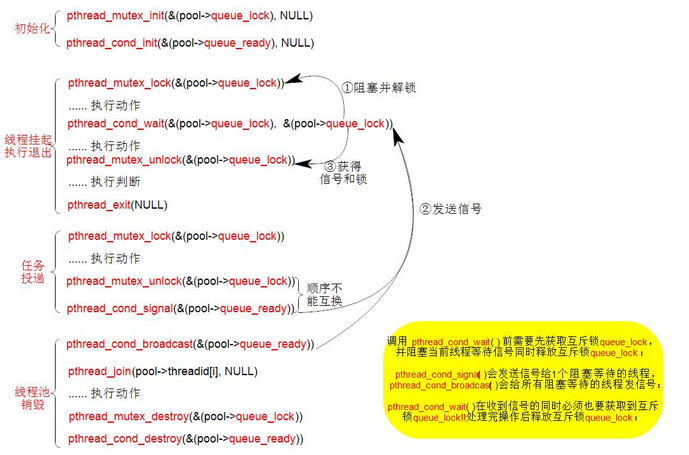 初始化
pthread_mutex_init(&(pool->queue_lock), NULL)
pthread_cond_init(&(pool->queue_ready), NULL)
线程挂起
执行退出
pthread_mutex_lock(&(pool->queue_lock))
...... 执行动作
pthread_cond_wait(&(pool->queue_lock), &(pool->queue_lock))
...... 执行动作
pthread_mutex_unlock(&(pool->queue_lock))
...... 执行判断
pthread_exit(NULL)
①阻塞并解锁
③获得
信号和锁
②发送信号
任务
投递
pthread_mutex_lock(&(pool->queue_lock))
...... 执行动作
pthread_mutex_unlock(&(pool->queue_lock))
pthread_cond_signal(&(pool->queue_ready))
顺序不
能互换
线程池
销毁
pthread_cond_broadcast(&(pool->queue_ready))
pthread_join(pool->threadid[i], NULL)
...... 执行动作
pthread_mutex_destroy(&(pool->queue_lock))
pthread_cond_destroy(&(pool->queue_ready))
调用 pthread_cond_wait( ) 前需要先获取互斥锁queue_lock，
并阻塞当前线程等待信号同时释放互斥锁queue_lock；
pthread_cond_signal( )会发送信号给1个阻塞等待的线程，
pthread_cond_broadcast( )会给所有阻塞等待的线程发信号；
pthread_cond_wait( )在收到信号的同时必须也要获取到互斥
锁queue_lock!!处理完操作后释放互斥锁queue_lock；